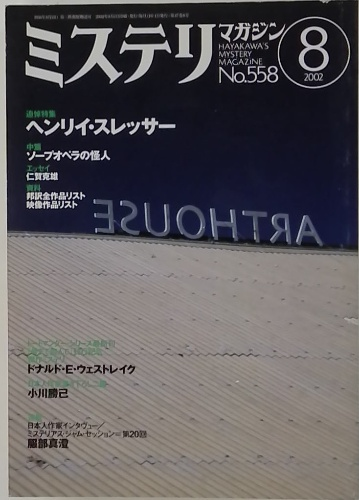 ミステリ
マガジン
HAYAKAWA'S
MYSTERY
MAGAZINE
No.558
8
2002
追悼特集
ヘンリイ・スレッサー
中篇
ソープオペラの怪人
エッセイ
仁賀克雄
資料
邦訳全作品リスト
映像作品リスト
ARTHOUSE
ドナルド・E・ウェストレイク
小川勝己
日本人作家インタヴュー／
ミステリアス・ジャム・セッション＝第20回
服部真澄